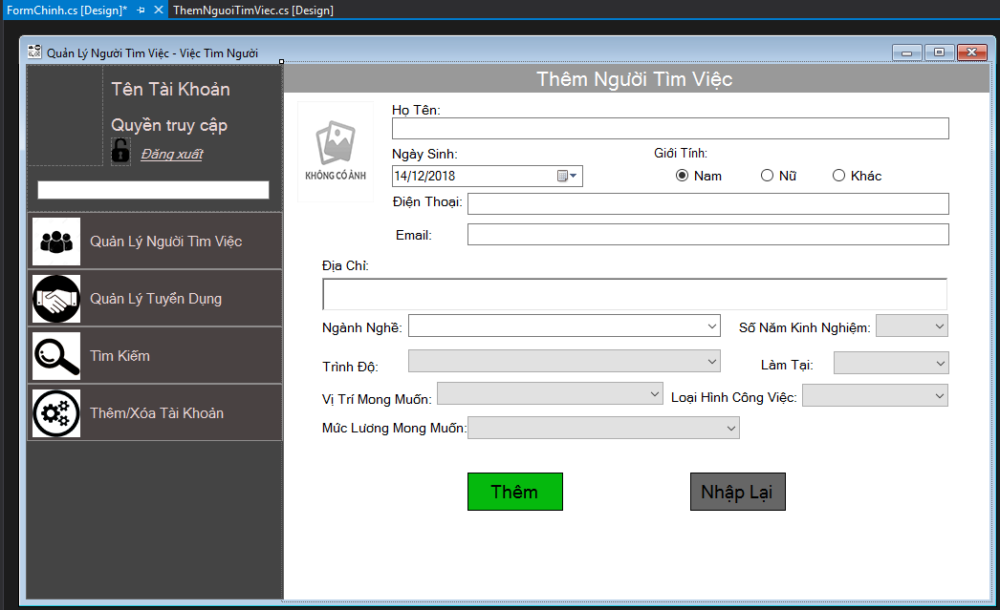 FormChinh.cs [Design]* ThemNguoiTimViec.cs [Design]
Quản Lý Người Tìm Việc - Việc Tìm Người
Tên Tài Khoản
Quyền truy cập
Đăng xuất
Quản Lý Người Tìm Việc
Quản Lý Tuyển Dụng
Tìm Kiếm
Thêm/Xóa Tài Khoản
Thêm Người Tìm Việc
KHÔNG CÓ ẢNH
Họ Tên:
Ngày Sinh: Giới Tính:
14/12/2018 Nam Nữ Khác
Điện Thoại:
Email:
Địa Chỉ:
Ngành Nghề: Số Năm Kinh Nghiệm:
Trình Độ: Làm Tại:
Vị Trí Mong Muốn: Loại Hình Công Việc:
Mức Lương Mong Muốn:
Thêm Nhập Lại